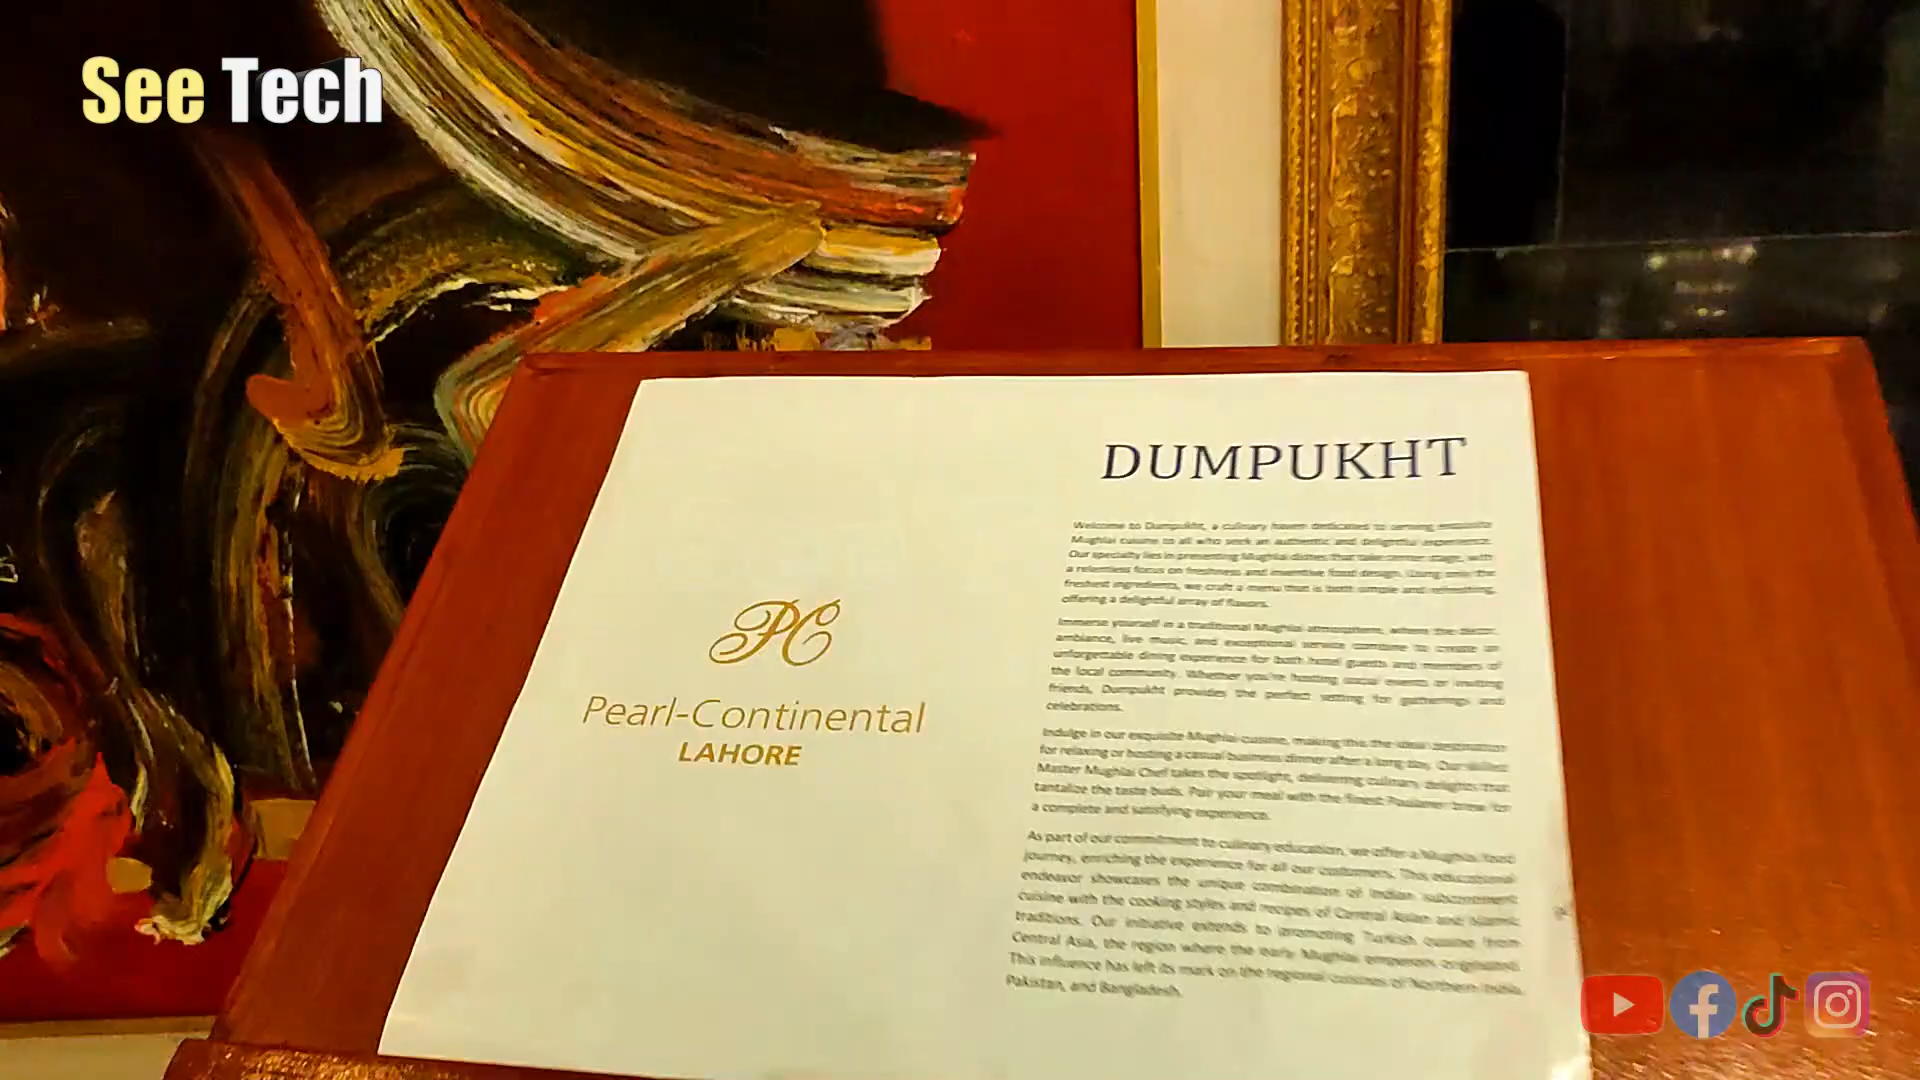 See Tech
DUMPUKHT
Welcome to Dumpukht, a culinary haven dedicated to serving exquisite
Mughlai cuisine to all who seek an authentic and delightful experience.
Our specialty lies in presenting Mughlai dishes that take center stage, with
a relentless focus on freshness and inventive food design. Using only the
freshest ingredients, we craft a menu that is both simple and refreshing,
offering a delightful array of flavors.
Immerse yourself in a traditional Mughlai atmosphere, where the
ambiance, live music, and exceptional service combine to create an
unforgettable dining experience for both hotel guests and members of
the local community. Whether you're hosting social events or inviting
friends, Dumpukht provides the perfect setting for gatherings and
celebrations.
Indulge in our exquisite Mughlai cuisine, making this the ideal destination
for relaxing or hosting a casual business dinner after a long day. Our skilled
Master Mughlai Chef takes the spotlight, delivering culinary delights that
tantalize the taste buds. Pair your meal with the finest brew for
a complete and satisfying experience.
As part of our commitment to culinary education, we offer a Mughlai food
journey, enriching the experience for all our customers. This educational
endeavor showcases the unique combination of Indian subcontinent
cuisine with the cooking styles and recipes of Central Asian and Islamic
traditions. Our initiative extends to promoting Turkish cuisine from
Central Asia, the region where the early Mughlai emperors originated.
This influence has left its mark on the regional cuisines of Northern India,
Pakistan, and Bangladesh.
PC
Pearl-Continental
LAHORE